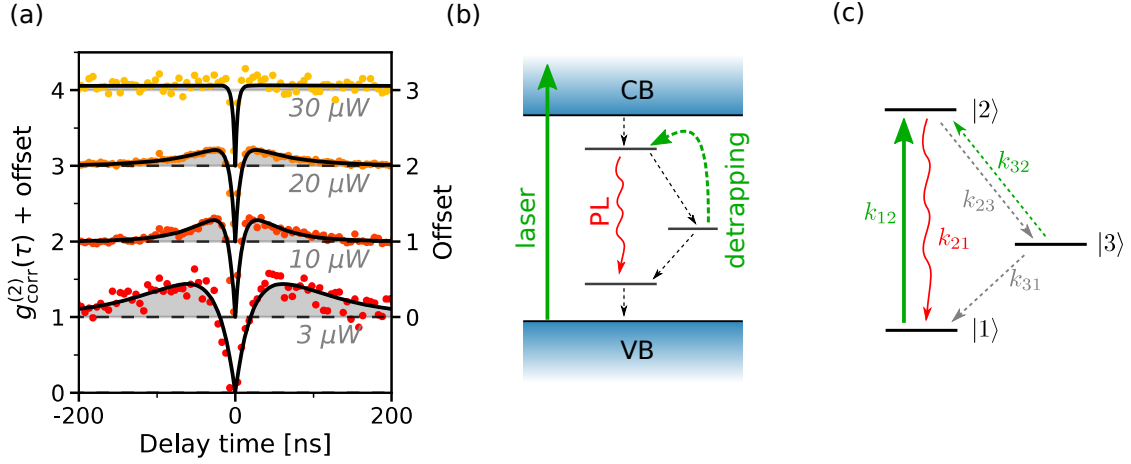 (a)
g(2)corr(τ) + offset
4
3
2
1
0
30 μW
20 μW
10 μW
3 μW
3
2
1
0
Offset
-200
0
200
Delay time [ns]
(b)
CB
laser
PL
detrapping
VB
(c)
|2⟩
k12
k21
k23
k32
|3⟩
k31
|1⟩